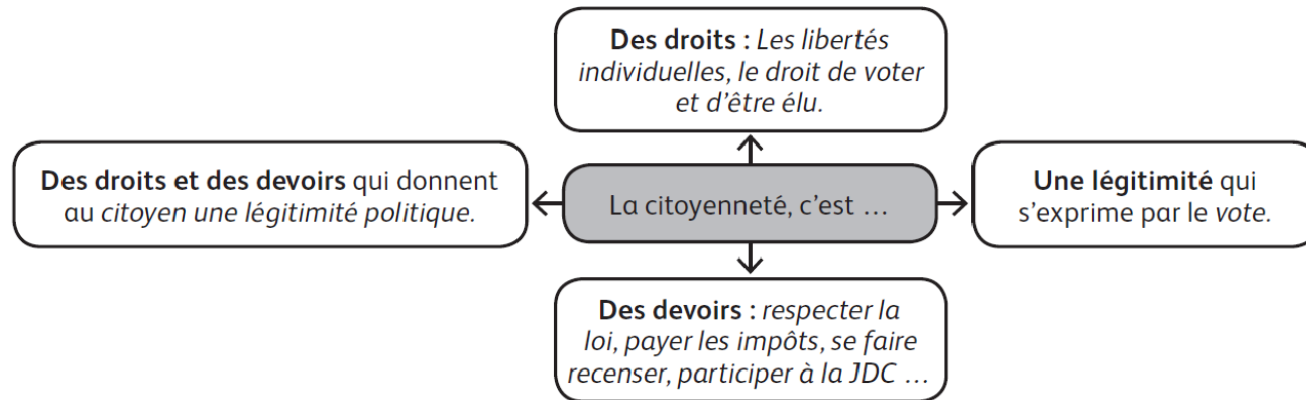 Des droits : Les libertés
individuelles, le droit de voter
et d’être élu.
Des droits et des devoirs qui donnent
au citoyen une légitimité politique.
La citoyenneté, c’est …
Une légitimité qui
s’exprime par le vote.
Des devoirs : respecter la
loi, payer les impôts, se faire
recenser, participer à la JDC …